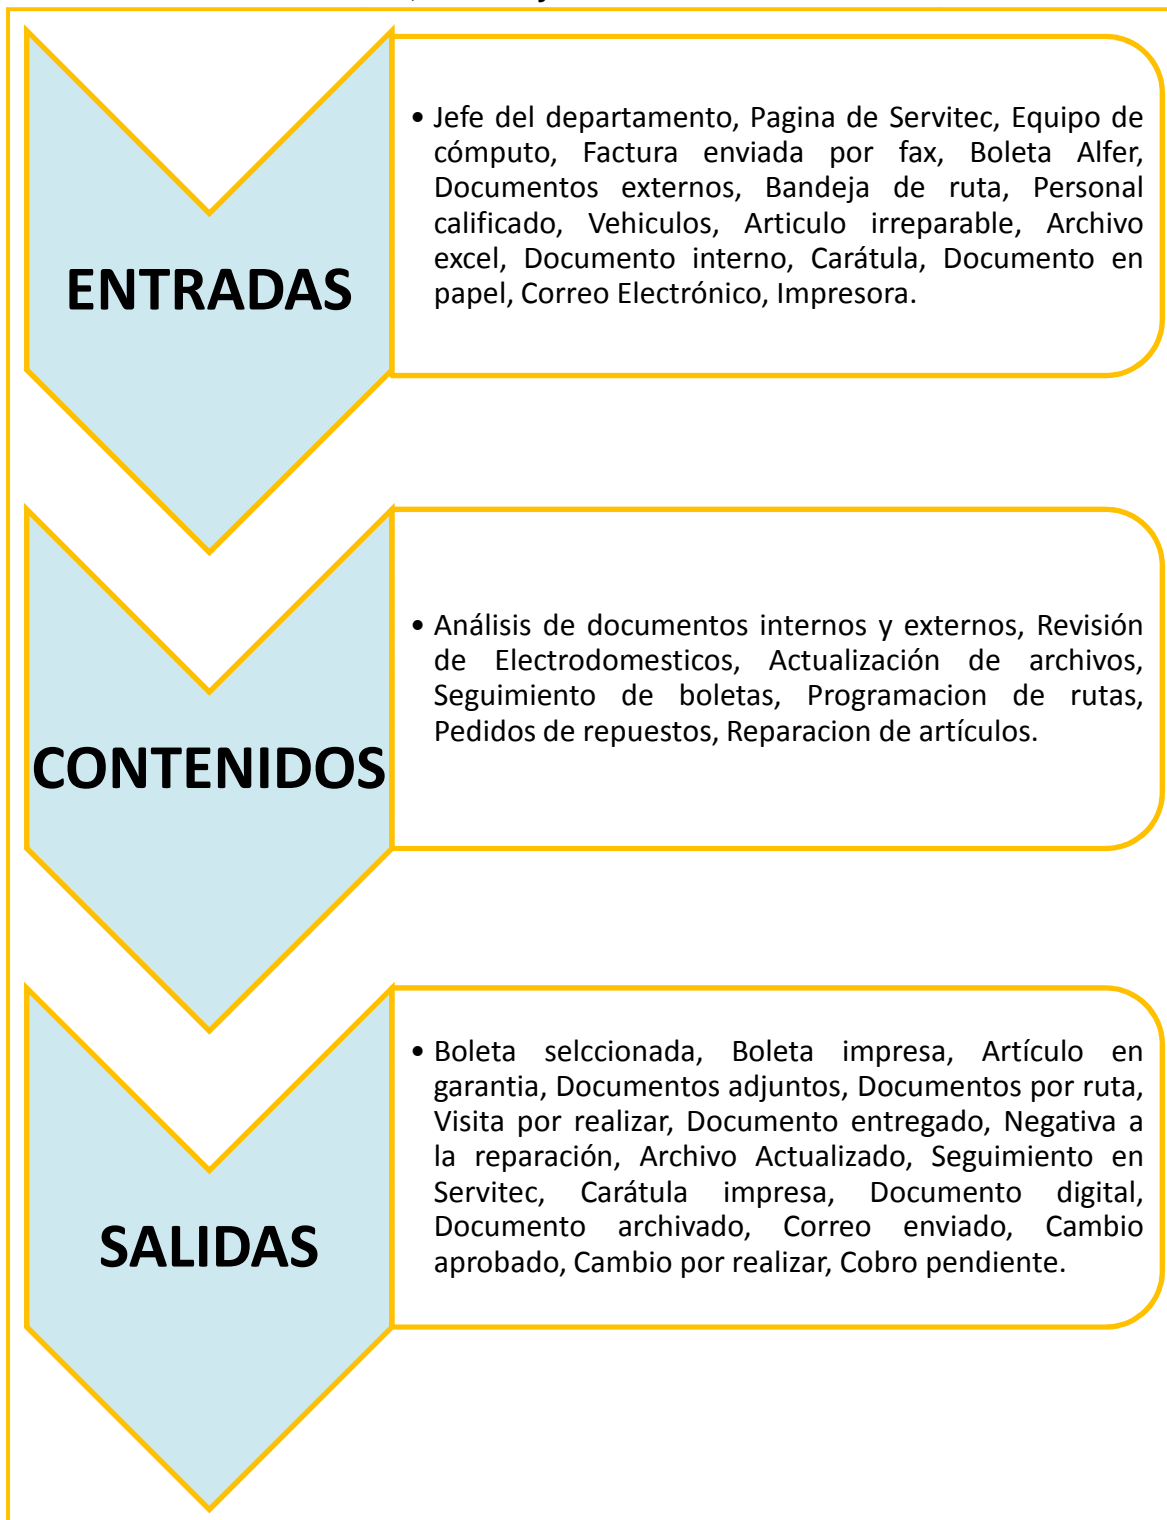 • Jefe del departamento, Pagina de Servitec, Equipo de
cómputo, Factura enviada por fax, Boleta Alfer,
Documentos externos, Bandeja de ruta, Personal
calificado, Vehiculos, Articulo irreparable, Archivo
excel, Documento interno, Carátula, Documento en
papel, Correo Electrónico, Impresora.
ENTRADAS
• Análisis de documentos internos y externos, Revisión
de Electrodomesticos, Actualización de archivos,
Seguimiento de boletas, Programacion de rutas,
Pedidos de repuestos, Reparacion de artículos.
CONTENIDOS
• Boleta selccionada, Boleta impresa, Artículo en
garantia, Documentos adjuntos, Documentos por ruta,
Visita por realizar, Documento entregado, Negativa a
la reparación, Archivo Actualizado, Seguimiento en
Servitec, Carátula impresa, Documento digital,
Documento archivado, Correo enviado, Cambio
aprobado, Cambio por realizar, Cobro pendiente.
SALIDAS